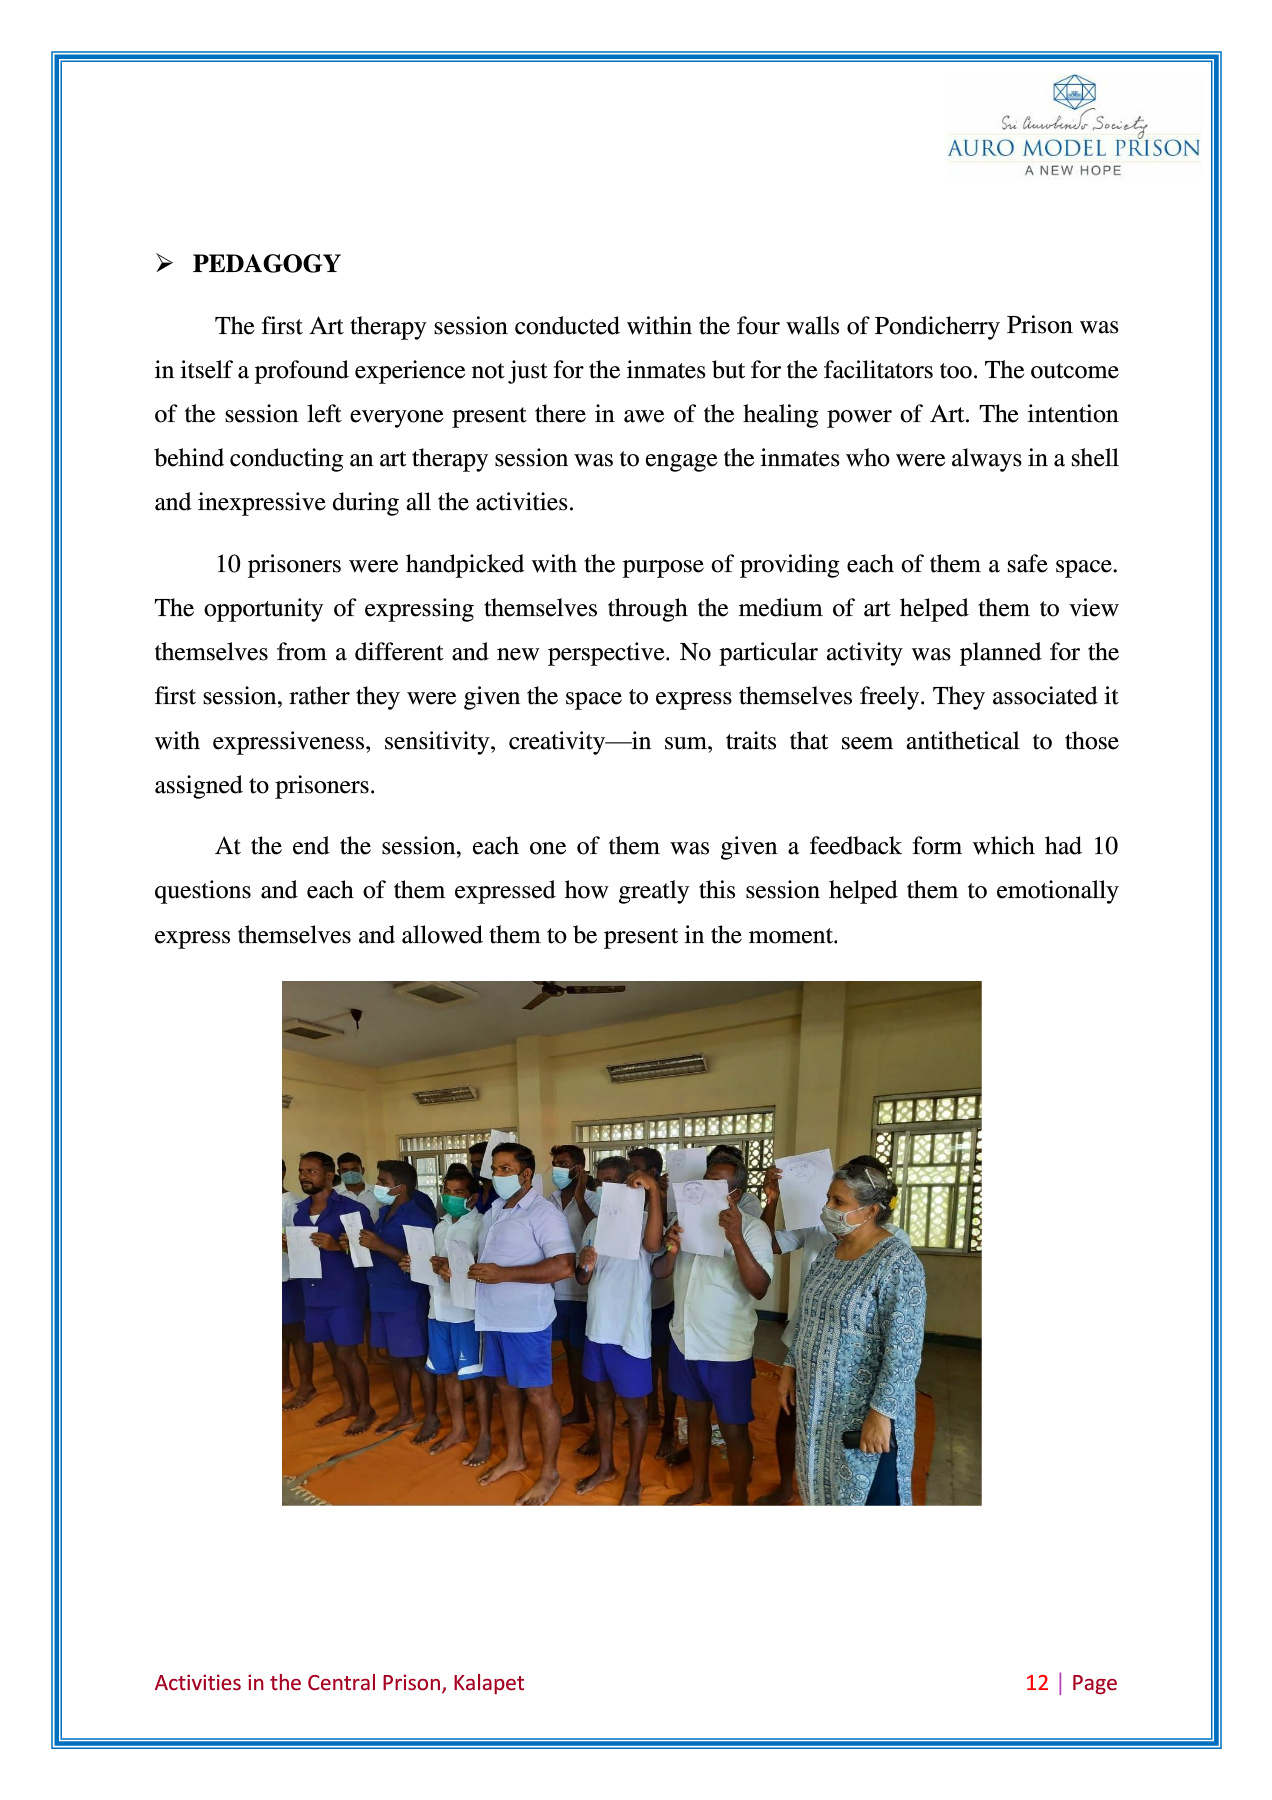 Sri Aurobindo Society
AURO MODEL PRISON
A NEW HOPE
➢ PEDAGOGY
The first Art therapy session conducted within the four walls of Pondicherry Prison was
in itself a profound experience not just for the inmates but for the facilitators too. The outcome
of the session left everyone present there in awe of the healing power of Art. The intention
behind conducting an art therapy session was to engage the inmates who were always in a shell
and inexpressive during all the activities.
10 prisoners were handpicked with the purpose of providing each of them a safe space.
The opportunity of expressing themselves through the medium of art helped them to view
themselves from a different and new perspective. No particular activity was planned for the
first session, rather they were given the space to express themselves freely. They associated it
with expressiveness, sensitivity, creativity—in sum, traits that seem antithetical to those
assigned to prisoners.
At the end the session, each one of them was given a feedback form which had 10
questions and each of them expressed how greatly this session helped them to emotionally
express themselves and allowed them to be present in the moment.
Activities in the Central Prison, Kalapet
12 | Page